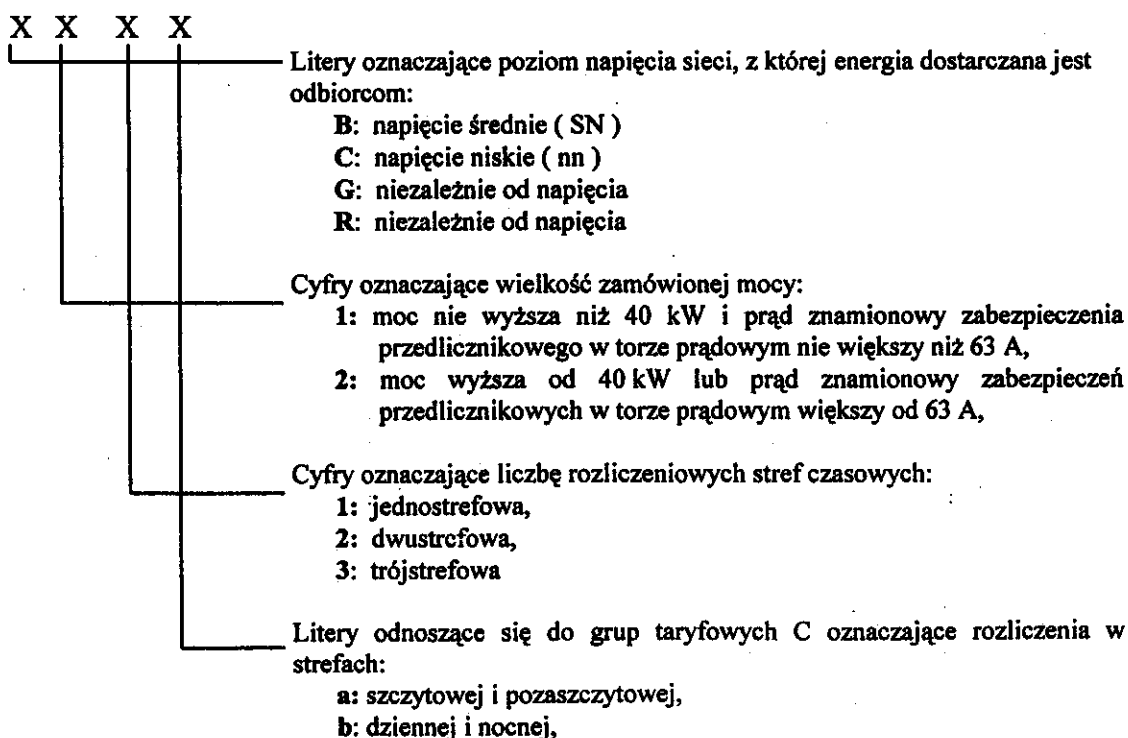 X X X X
Litery oznaczające poziom napięcia sieci, z której energia dostarczana jest
odbiorcom:
B: napięcie średnie ( SN )
C: napięcie niskie ( nn )
G: niezależnie od napięcia
R: niezależnie od napięcia
Cyfry oznaczające wielkość zamówionej mocy:
1: moc nie wyższa niż 40 kW i prąd znamionowy zabezpieczenia
przedlicznikowego w torze prądowym nie większy niż 63 A,
2: moc wyższa od 40 kW lub prąd znamionowy zabezpieczeń
przedlicznikowych w torze prądowym większy od 63 A,
Cyfry oznaczające liczbę rozliczeniowych stref czasowych:
1: jednostrefowa,
2: dwustrefowa,
3: trójstrefowa
Litery odnoszące się do grup taryfowych C oznaczające rozliczenia w
strefach:
a: szczytowej i pozaszczytowej,
b: dziennej i nocnej,